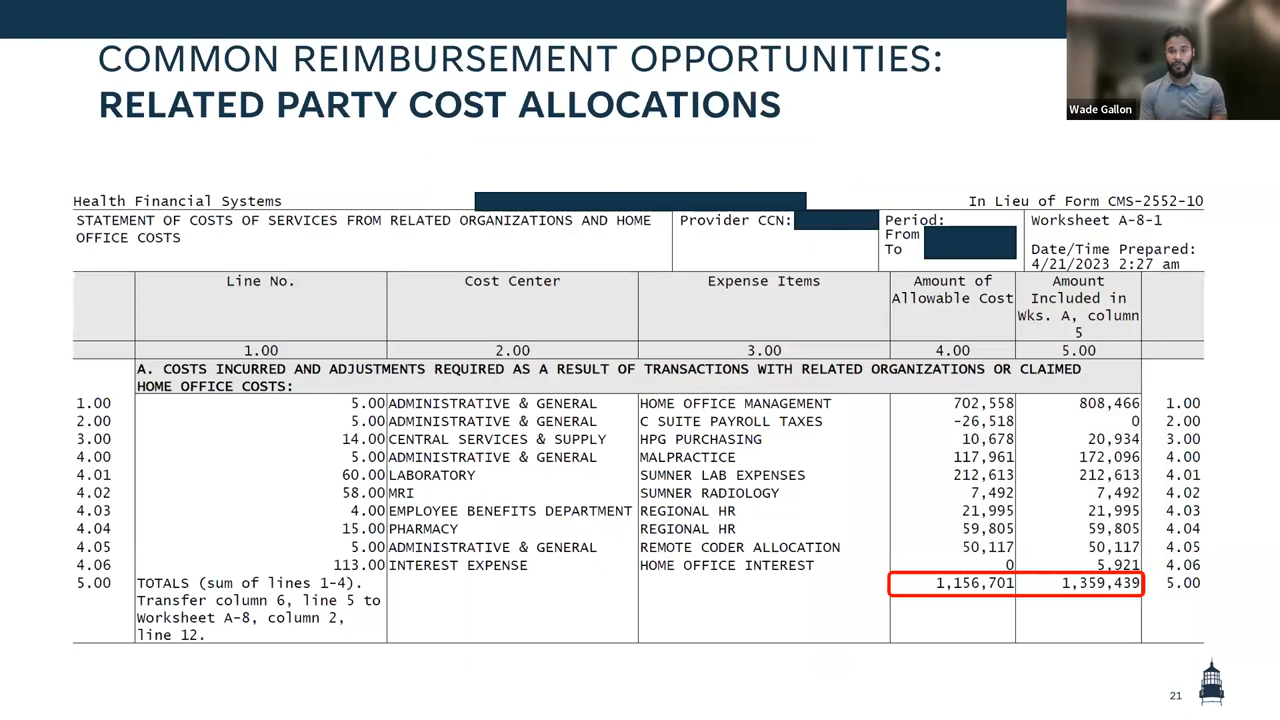 COMMON REIMBURSEMENT OPPORTUNITIES:
RELATED PARTY COST ALLOCATIONS
Wade Gallon
Health Financial Systems In Lieu of Form CMS-2552-10
STATEMENT OF COSTS OF SERVICES FROM RELATED ORGANIZATIONS AND HOME
OFFICE COSTS
Provider CCN:
Period:
From
To
Worksheet A-8-1
Date/Time Prepared:
4/21/2023 2:27 am
Line No.
Cost Center
Expense Items
Amount of
Allowable Cost
Amount
Included in
Wks. A, column
5
1.00 2.00 3.00 4.00 5.00
A. COSTS INCURRED AND ADJUSTMENTS REQUIRED AS A RESULT OF TRANSACTIONS WITH RELATED ORGANIZATIONS OR CLAIMED
HOME OFFICE COSTS:
1.00 5.00 ADMINISTRATIVE & GENERAL HOME OFFICE MANAGEMENT 702,558 808,466 1.00
2.00 5.00 ADMINISTRATIVE & GENERAL C SUITE PAYROLL TAXES -26,518 0 2.00
3.00 14.00 CENTRAL SERVICES & SUPPLY HPG PURCHASING 10,678 20,934 3.00
4.00 5.00 ADMINISTRATIVE & GENERAL MALPRACTICE 117,961 172,096 4.00
4.01 60.00 LABORATORY SUMNER LAB EXPENSES 212,613 212,613 4.01
4.02 58.00 MRI SUMNER RADIOLOGY 7,492 7,492 4.02
4.03 4.00 EMPLOYEE BENEFITS DEPARTMENT REGIONAL HR 21,995 21,995 4.03
4.04 15.00 PHARMACY REGIONAL HR 59,805 59,805 4.04
4.05 5.00 ADMINISTRATIVE & GENERAL REMOTE CODER ALLOCATION 50,117 50,117 4.05
4.06 113.00 INTEREST EXPENSE HOME OFFICE INTEREST 0 5,921 4.06
5.00 TOTALS (sum of lines 1-4). 1,156,701 1,359,439 5.00
Transfer column 6, line 5 to
Worksheet A-8, column 2,
line 12.
21